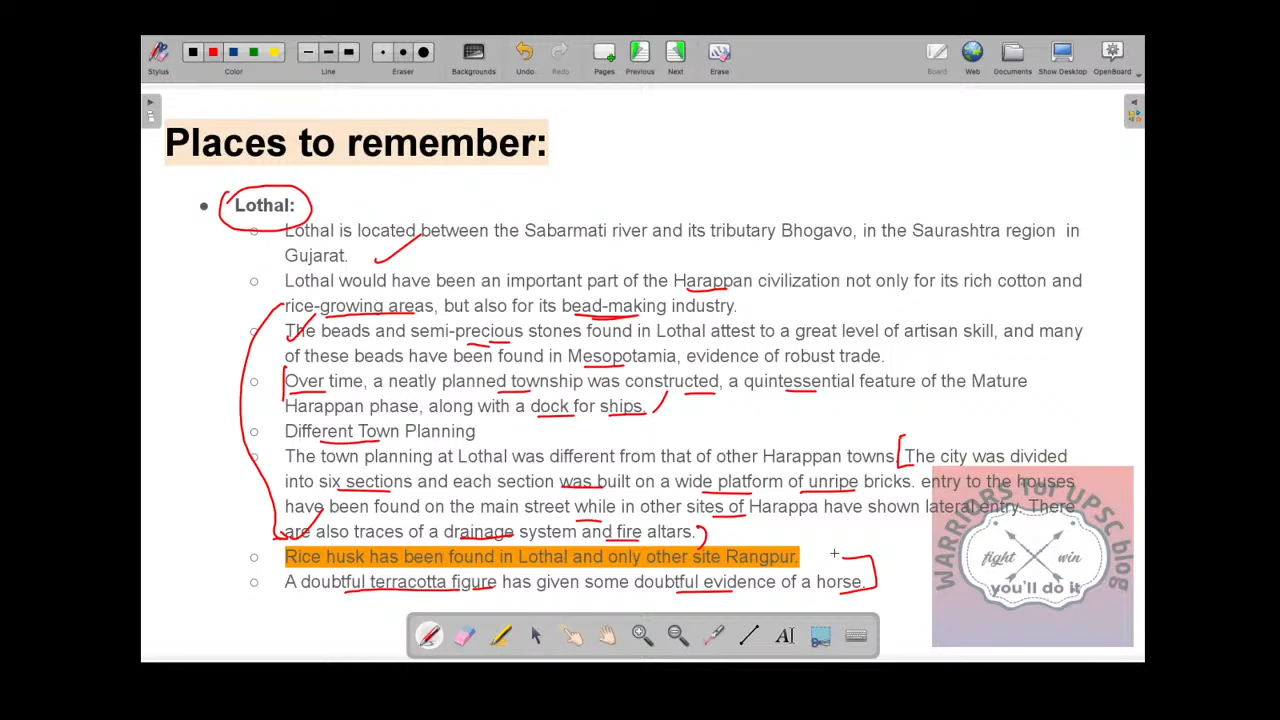 Stylus
Color
Line
Eraser
Backgrounds
Undo
Redo
Pages
Previous
Next
Erase
Board
Web
Documents
Show Desktop
OpenBoard
Places to remember:
Lothal:
Lothal is located between the Sabarmati river and its tributary Bhogavo, in the Saurashtra region in
Gujarat.
Lothal would have been an important part of the Harappan civilization not only for its rich cotton and
rice-growing areas, but also for its bead-making industry.
The beads and semi-precious stones found in Lothal attest to a great level of artisan skill, and many
of these beads have been found in Mesopotamia, evidence of robust trade.
Over time, a neatly planned township was constructed, a quintessential feature of the Mature
Harappan phase, along with a dock for ships.
Different Town Planning
The town planning at Lothal was different from that of other Harappan towns. The city was divided
into six sections and each section was built on a wide platform of unripe bricks. entry to the houses
have been found on the main street while in other sites of Harappa have shown lateral entry. There
are also traces of a drainage system and fire altars.
Rice husk has been found in Lothal and only other site Rangpur.
A doubtful terracotta figure has given some doubtful evidence of a horse.
WARRIORS for UPSC blog
fight win
you'll do it
AI